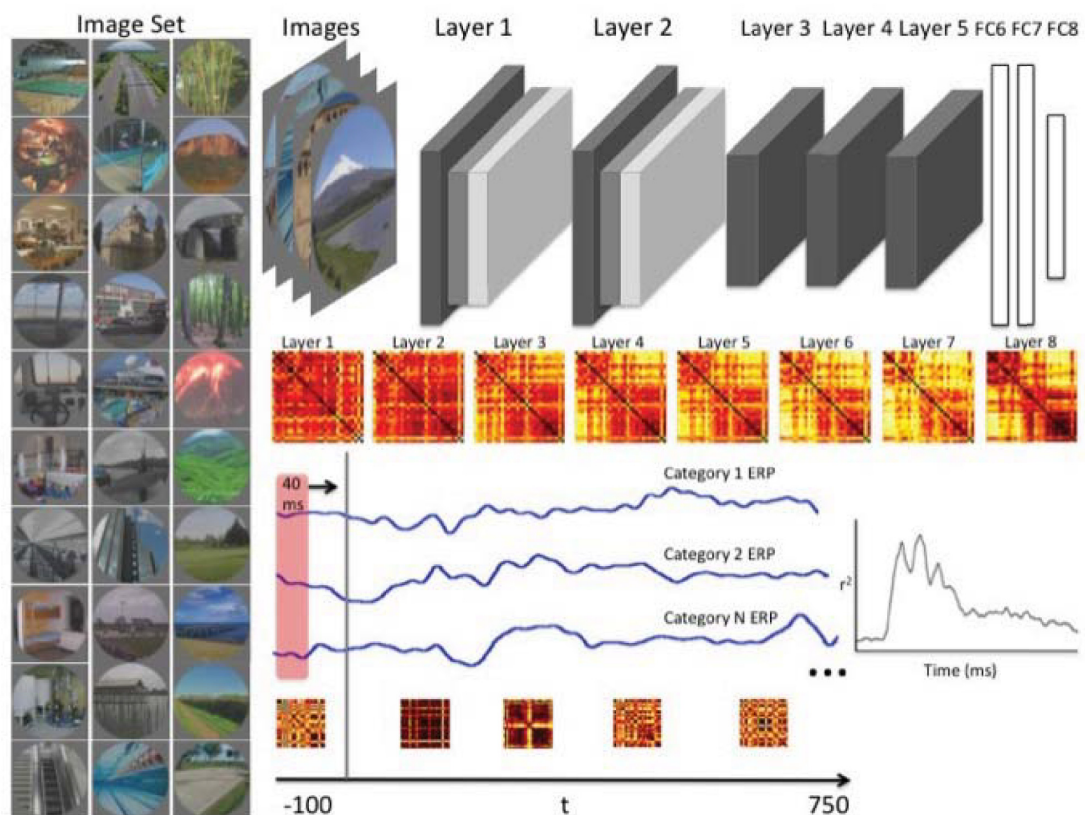 Image Set
Images
Layer 1
Layer 2
Layer 3
Layer 4
Layer 5
FC6
FC7
FC8
Layer 1
Layer 2
Layer 3
Layer 4
Layer 5
Layer 6
Layer 7
Layer 8
40
ms
Category 1 ERP
Category 2 ERP
Category N ERP
•••
r²
Time (ms)
-100
t
750